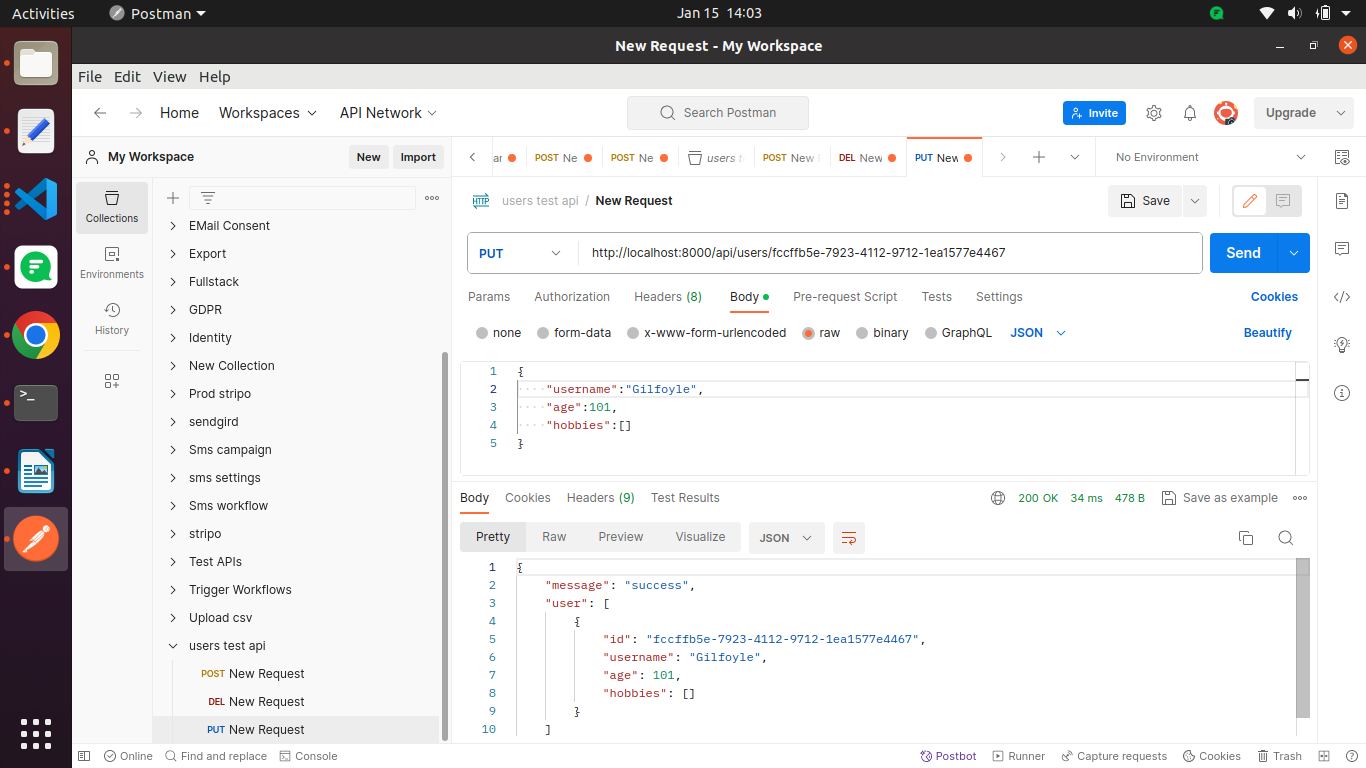 Activities Postman Jan 15 14:03
New Request - My Workspace
File Edit View Help
Home Workspaces API Network Search Postman Invite Upgrade
My Workspace New Import
POST Ne POST Ne users t POST New DEL New PUT New No Environment
HTTP users test api / New Request Save
Collections
Environments
History
EMail Consent
Export
Fullstack
GDPR
Identity
New Collection
Prod stripo
sendgird
Sms campaign
sms settings
Sms workflow
stripo
Test APIs
Trigger Workflows
Upload csv
users test api
POST New Request
DEL New Request
PUT New Request
PUT http://localhost:8000/api/users/fccffb5e-7923-4112-9712-1ea1577e4467 Send
Params Authorization Headers (8) Body Pre-request Script Tests Settings Cookies
none form-data x-www-form-urlencoded raw binary GraphQL JSON Beautify
1 {
2 "username":"Gilfoyle",
3 "age":101,
4 "hobbies":[]
5 }
Body Cookies Headers (9) Test Results 200 OK 34 ms 478 B Save as example
Pretty Raw Preview Visualize JSON
1 {
2 "message": "success",
3 "user": [
4 {
5 "id": "fccffb5e-7923-4112-9712-1ea1577e4467",
6 "username": "Gilfoyle",
7 "age": 101,
8 "hobbies": []
9 }
10 ]
Online Find and replace Console Postbot Runner Capture requests Cookies Trash